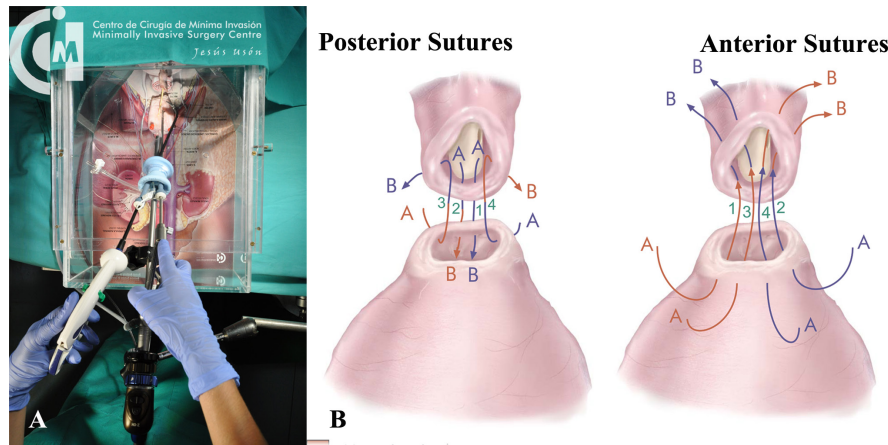 Centro de Cirugía de Mínima Invasión
Minimally Invasive Surgery Centre
Jesús Usón
CiM
A
Posterior Sutures
A A
B B
3 2 1 4
A A
B B
B
Anterior Sutures
B B
B B
1 3 4 2
A A
A A